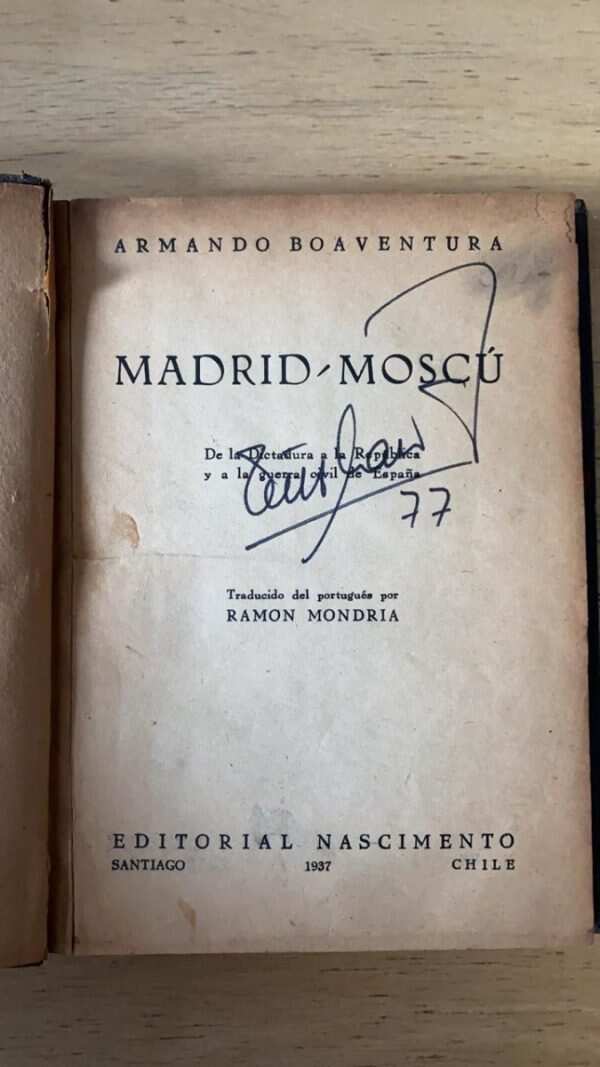 ARMANDO BOAVENTURA
MADRID-MOSCÚ
De la Dictadura a la República
y a la guerra civil de España
77
Traducido del portugués por
RAMON MONDRIA
EDITORIAL NASCIMENTO
SANTIAGO 1937 CHILE